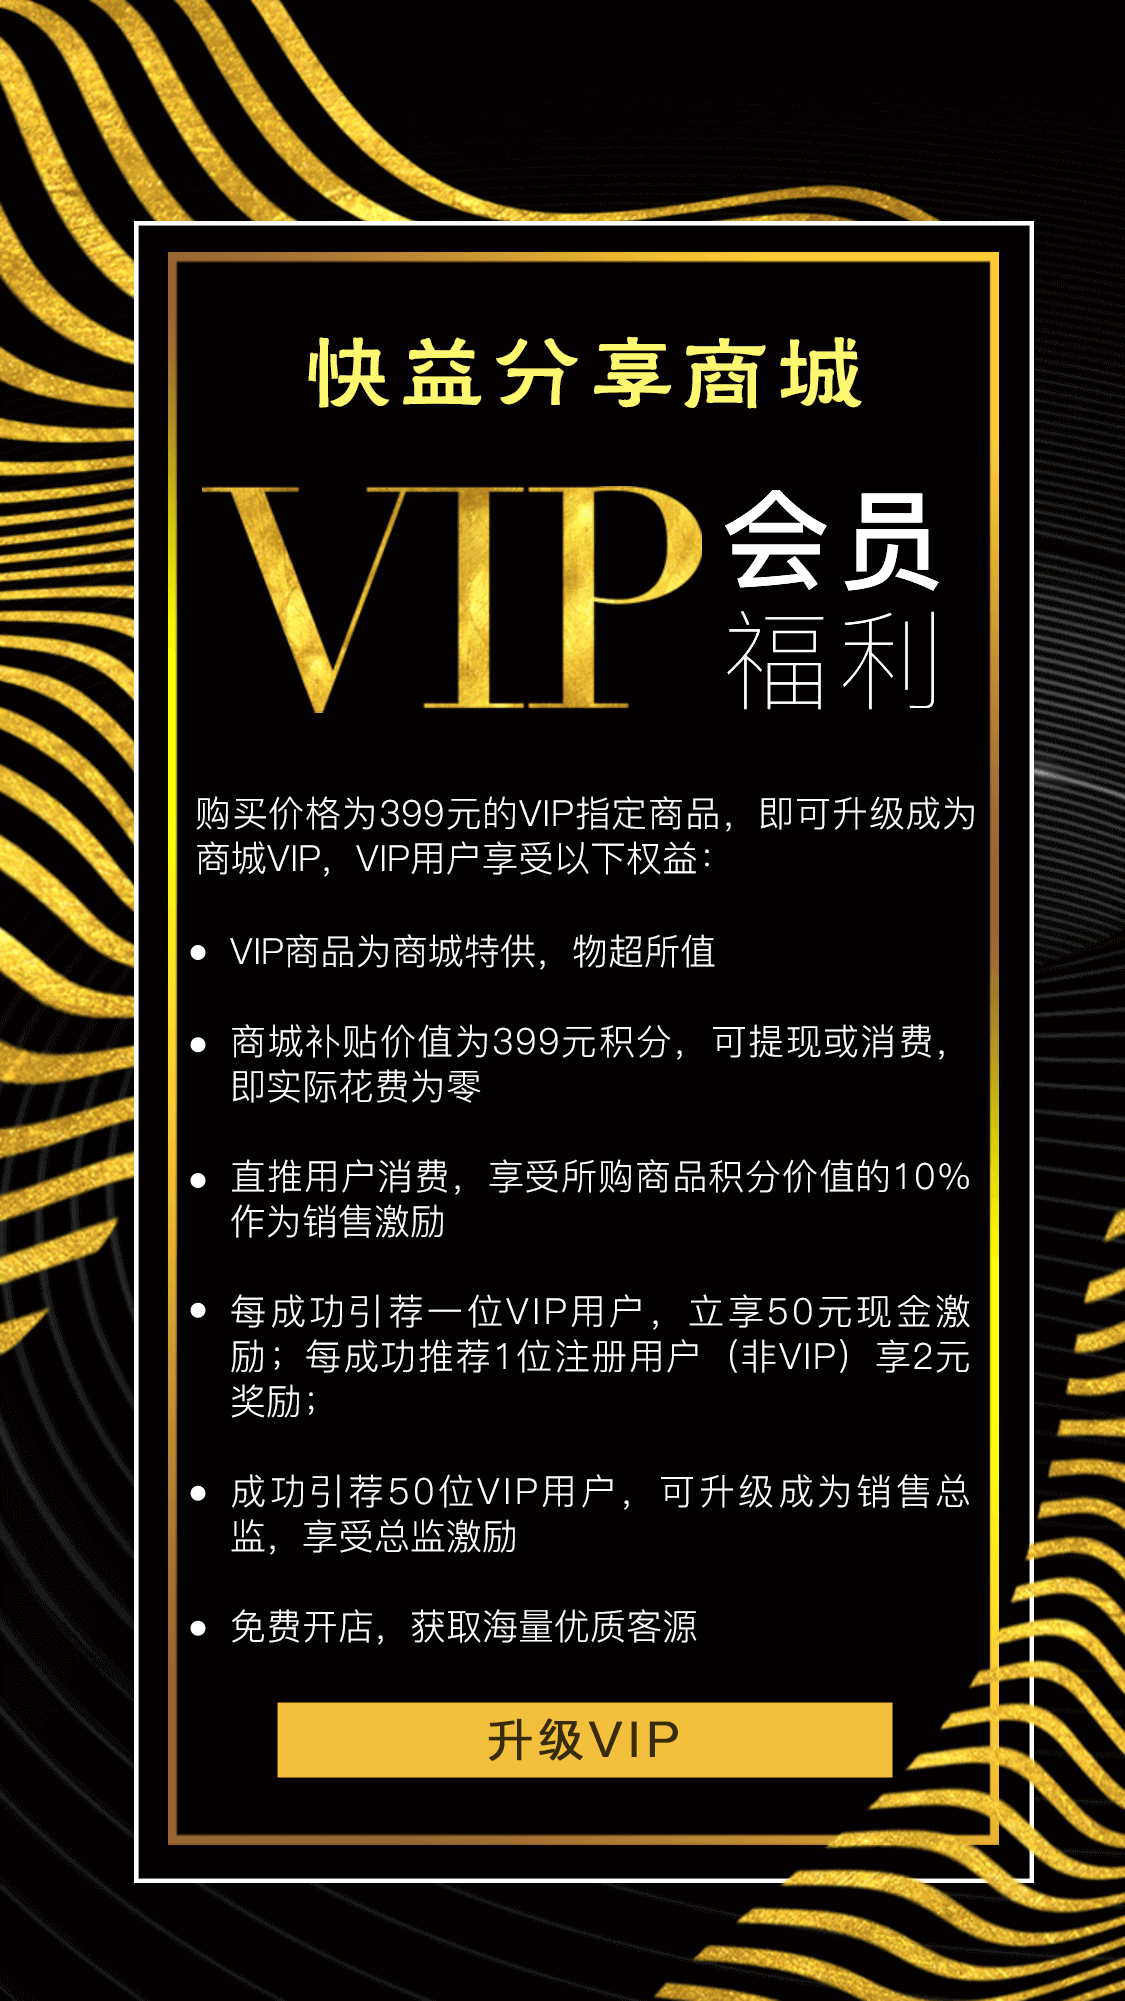 快益分享商城
VIP会员
福利
购买价格为399元的VIP指定商品，即可升级成为
商城VIP，VIP用户享受以下权益：
● VIP商品为商城特供，物超所值
● 商城补贴价值为399元积分，可提现或消费，
即实际花费为零
● 直推用户消费，享受所购商品积分价值的10%
作为销售激励
● 每成功引荐一位VIP用户，立享50元现金激
励；每成功推荐1位注册用户（非VIP）享2元
奖励；
● 成功引荐50位VIP用户，可升级成为销售总
监，享受总监激励
● 免费开店，获取海量优质客源
升级VIP